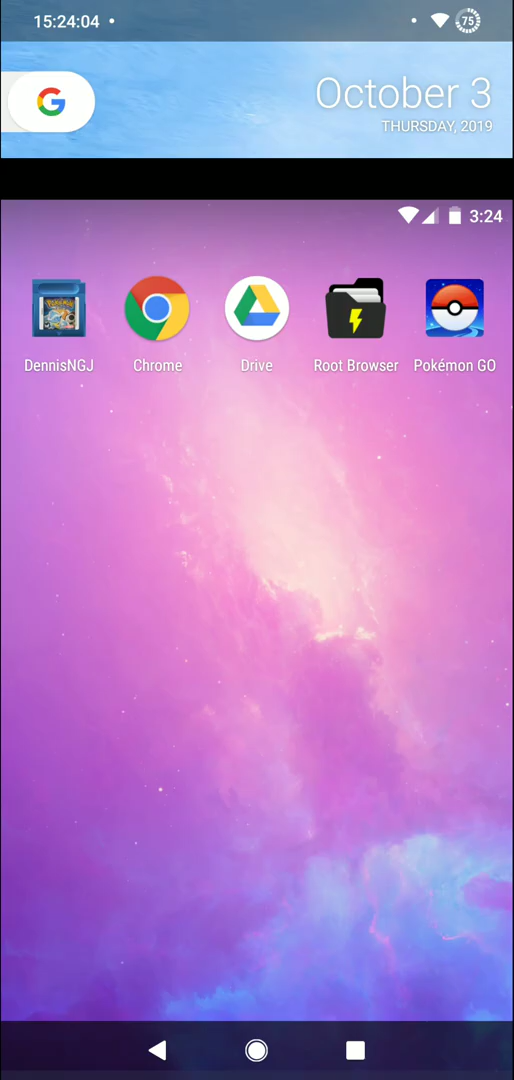 15:24:04
75
October 3
THURSDAY, 2019
3:24
DennisNGJ
Chrome
Drive
Root Browser
Pokémon GO